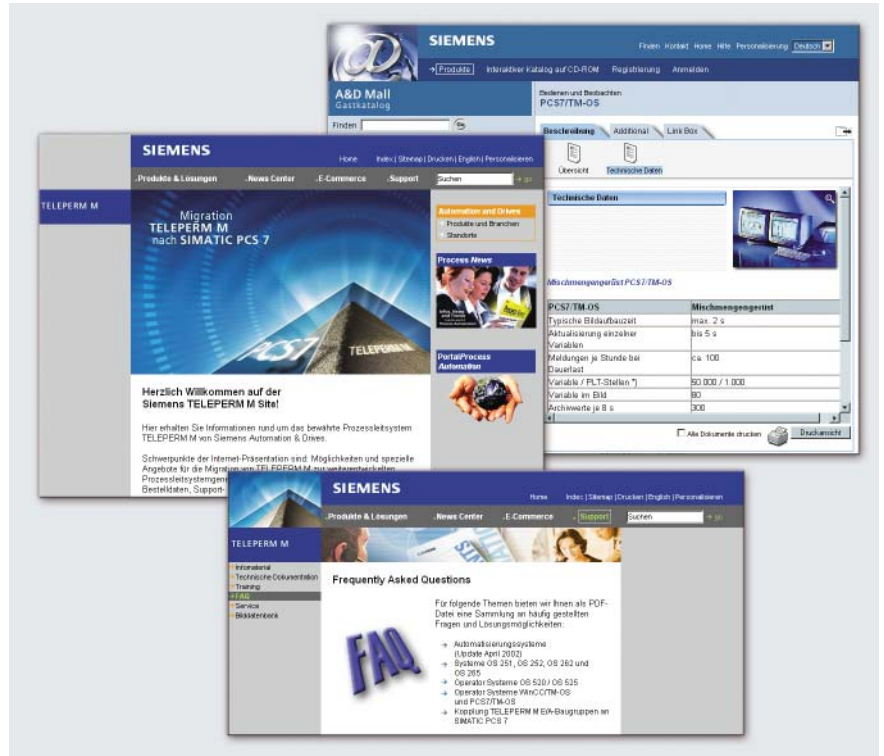 SIEMENS
Finden Kontakt Home Hilfe Personalisierung Deutsch
Produkte Interaktiver Katalog auf CD-ROM Registrierung Anmelden
A&D Mall
Gastkatalog
Finden
Bedienen und Beobachten
PCS7/TM-OS
Beschreibung Additional Link Box
Übersicht Technische Daten
Technische Daten
Mischmengengerüst PCS7/TM-OS
PCS7/TM-OS Mischmengengerüst
Typische Bildaufbauzeit max. 2 s
Aktualisierung einzelner bis 5 s
Variablen
Meldungen je Stunde bei ca. 100
Dauerlast
Variable / PLT-Stellen *) 50.000 / 1.000
Variable im Bild 80
Archivwerte je 8 s 300
Alle Dokumente drucken Druckansicht
SIEMENS
Home Index | Sitemap | Drucken | English | Personalisieren
Produkte & Lösungen News Center E-Commerce Support Suchen go
TELEPERM M
Migration
TELEPERM M
nach SIMATIC PCS 7
PCS7 TELEPERM
Automation and Drives
Produkte und Branchen
Standorte
Process News
Portal Process
Automation
Herzlich Willkommen auf der
Siemens TELEPERM M Site!
Hier erhalten Sie Informationen rund um das bewährte Prozessleitsystem
TELEPERM M von Siemens Automation & Drives.
Schwerpunkte der Internet-Präsentation sind: Möglichkeiten und spezielle
Angebote für die Migration von TELEPERM M zur weiterentwickelten
Bestelldaten, Support-
SIEMENS
Home Index | Sitemap | Drucken | English | Personalisieren
Produkte & Lösungen News Center E-Commerce Support Suchen go
TELEPERM M
Infomaterial
Technische Dokumentation
Training
FAQ
Service
Bilddatenbank
Frequently Asked Questions
Für folgende Themen bieten wir Ihnen als PDF-
Datei eine Sammlung an häufig gestellten
Fragen und Lösungsmöglichkeiten:
FAQ
Automatisierungssysteme
(Update April 2002)
Systeme OS 251, OS 252, OS 262 und
OS 265
Operator Systeme OS 520 / OS 525
Operator Systeme WinCC/TM-OS
und PCS7/TM-OS
Kopplung TELEPERM M E/A-Baugruppen an
SIMATIC PCS 7